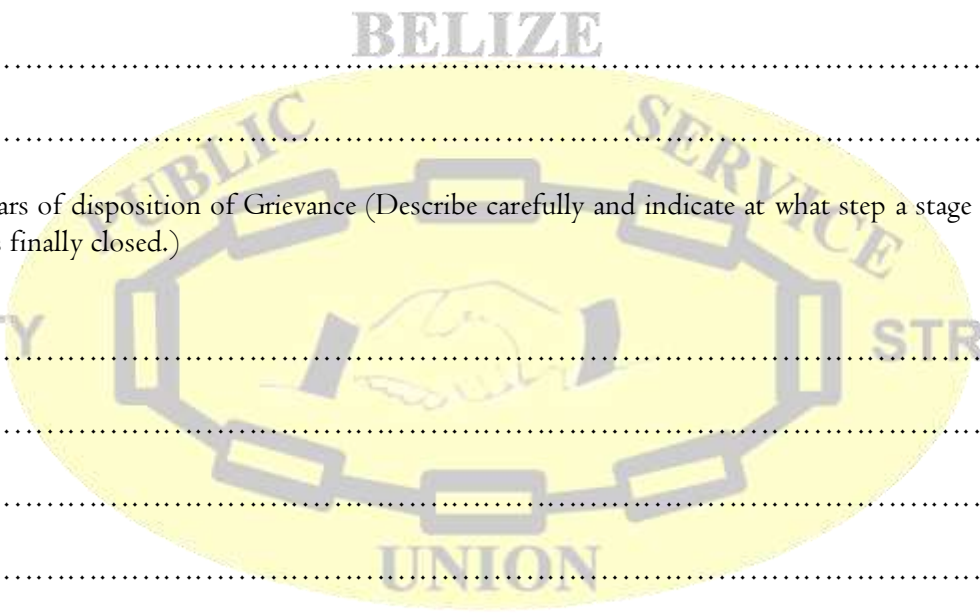 BELIZE
PUBLIC SERVICE
ars of disposition of Grievance (Describe carefully and indicate at what step a stage
finally closed.)
TY
STR
UNION